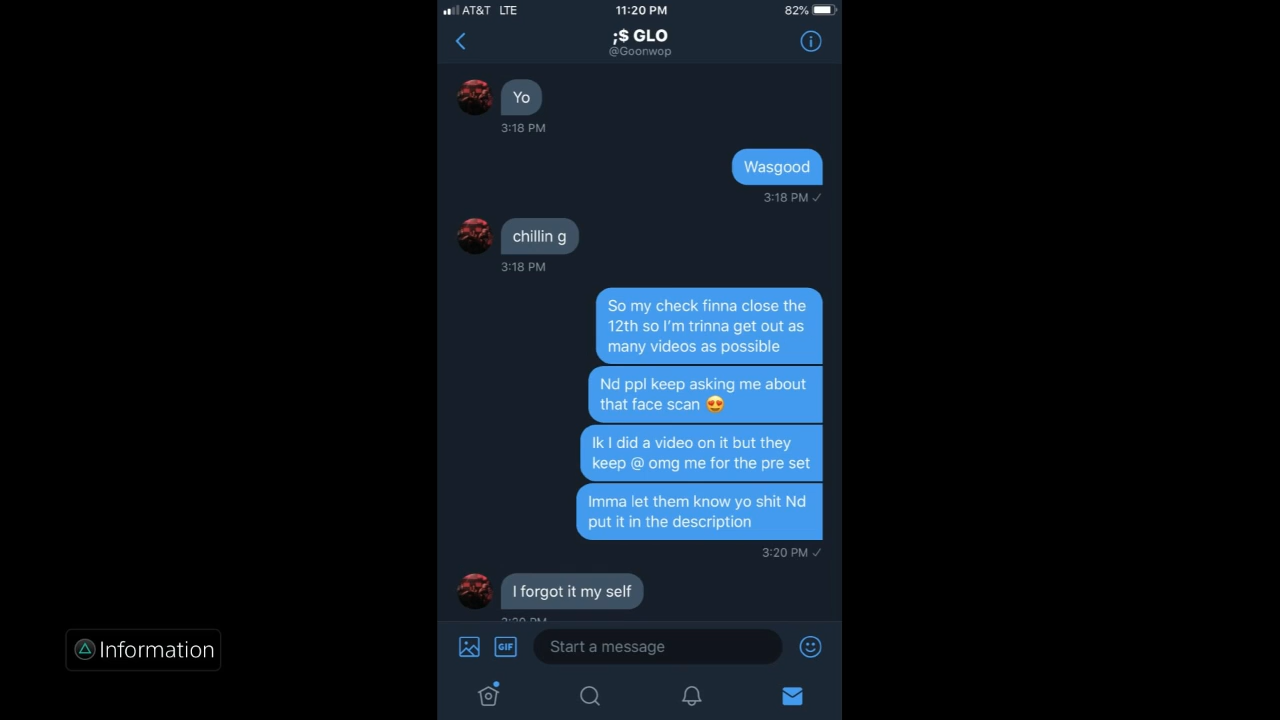 AT&T LTE 11:20 PM 82%
;$ GLO
@Goonwop
Yo
3:18 PM
Wasgood
3:18 PM ✓
chillin g
3:18 PM
So my check finna close the
12th so I'm trinna get out as
many videos as possible
Nd ppl keep asking me about
that face scan 😍
Ik I did a video on it but they
keep @ omg me for the pre set
Imma let them know yo shit Nd
put it in the description
3:20 PM ✓
I forgot it my self
3:20 PM
GIF
Start a message
Information